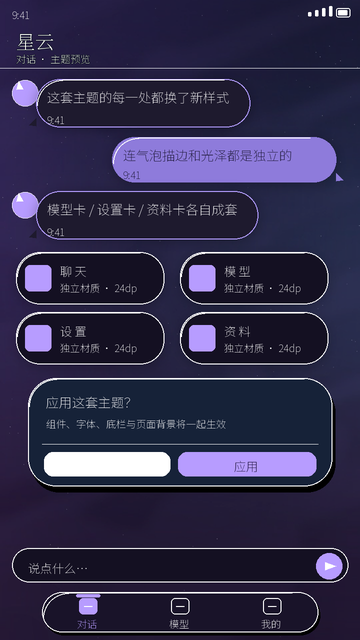 9:41
星云
对话 · 主题预览
这套主题的每一处都换了新样式
9:41
连气泡描边和光泽都是独立的
9:41
模型卡 / 设置卡 / 资料卡各自成套
9:41
聊天
独立材质 · 24dp
模型
独立材质 · 24dp
设置
独立材质 · 24dp
资料
独立材质 · 24dp
应用这套主题？
组件、字体、底栏与页面背景将一起生效
应用
说点什么…
对话
模型
我的